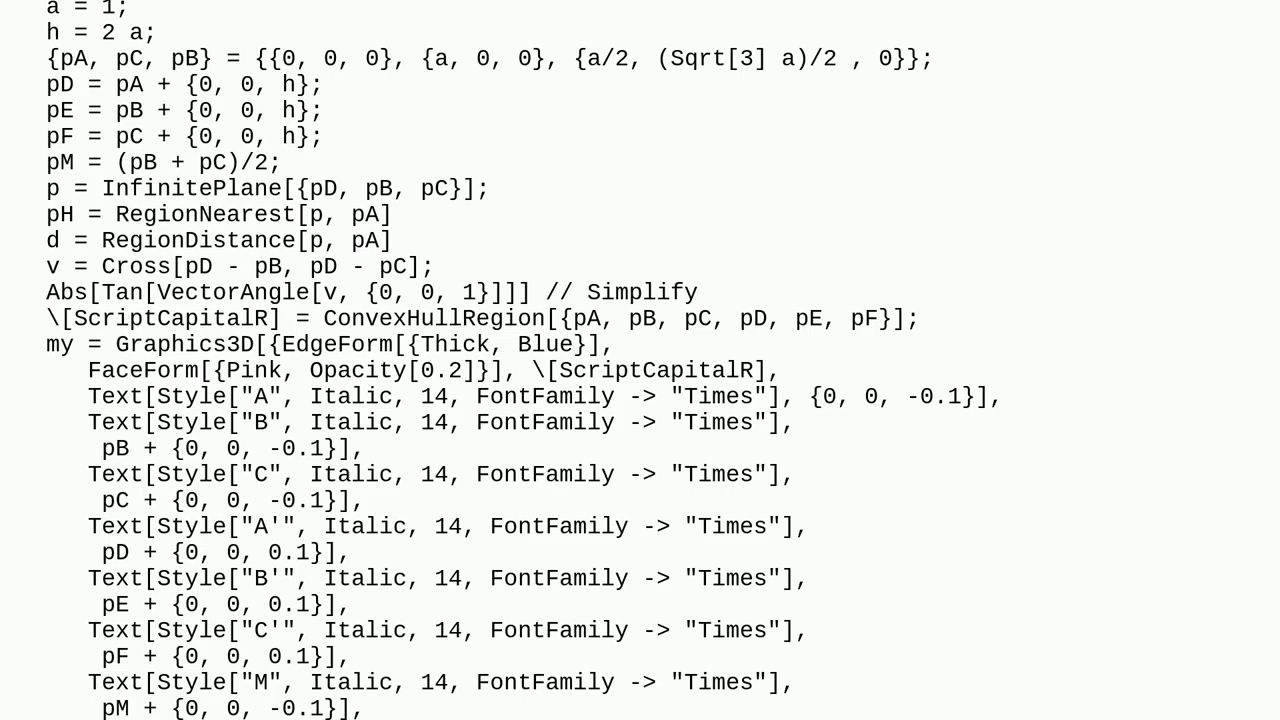 a = 1;
h = 2 a;
{pA, pC, pB} = {{0, 0, 0}, {a, 0, 0}, {a/2, (Sqrt[3] a)/2 , 0}};
pD = pA + {0, 0, h};
pE = pB + {0, 0, h};
pF = pC + {0, 0, h};
pM = (pB + pC)/2;
p = InfinitePlane[{pD, pB, pC}];
pH = RegionNearest[p, pA]
d = RegionDistance[p, pA]
v = Cross[pD - pB, pD - pC];
Abs[Tan[VectorAngle[v, {0, 0, 1}]]] // Simplify
\[ScriptCapitalR] = ConvexHullRegion[{pA, pB, pC, pD, pE, pF}];
my = Graphics3D[{EdgeForm[{Thick, Blue}],
FaceForm[{Pink, Opacity[0.2]}], \[ScriptCapitalR],
Text[Style["A", Italic, 14, FontFamily -> "Times"], {0, 0, -0.1}],
Text[Style["B", Italic, 14, FontFamily -> "Times"],
pB + {0, 0, -0.1}],
Text[Style["C", Italic, 14, FontFamily -> "Times"],
pC + {0, 0, -0.1}],
Text[Style["A'", Italic, 14, FontFamily -> "Times"],
pD + {0, 0, 0.1}],
Text[Style["B'", Italic, 14, FontFamily -> "Times"],
pE + {0, 0, 0.1}],
Text[Style["C'", Italic, 14, FontFamily -> "Times"],
pF + {0, 0, 0.1}],
Text[Style["M", Italic, 14, FontFamily -> "Times"],
pM + {0, 0, -0.1}],